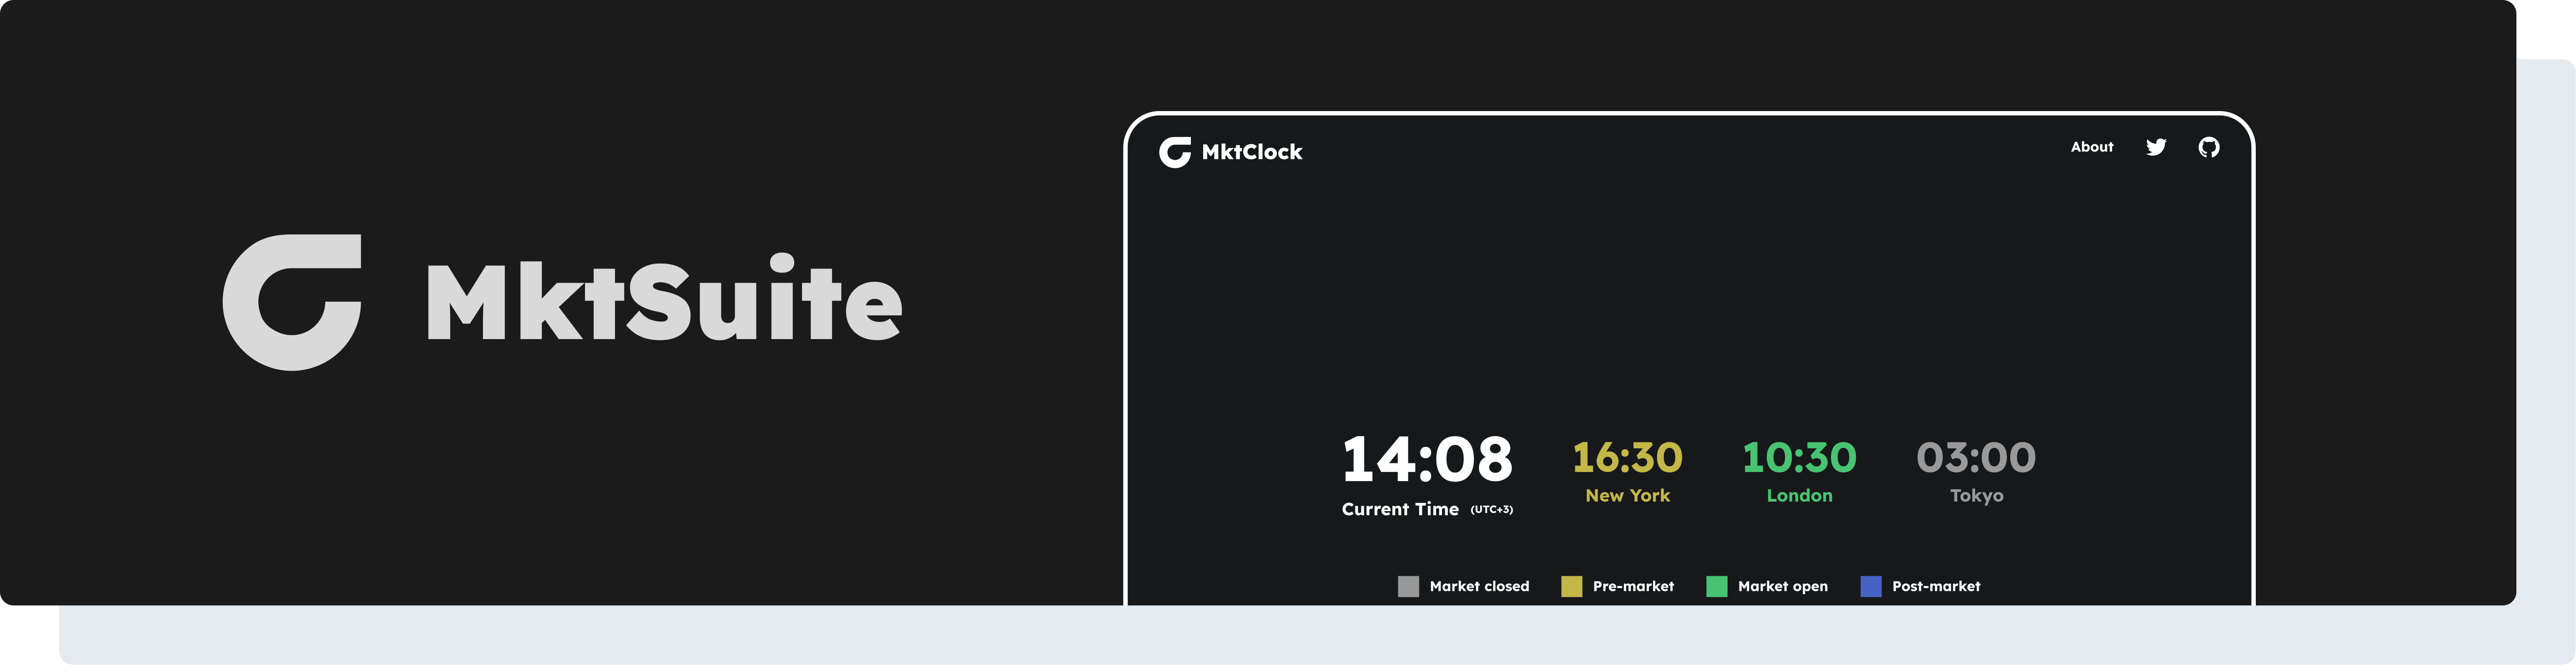 MktSuite
MktClock
About
14:08
Current Time (UTC+3)
16:30
New York
10:30
London
03:00
Tokyo
Market closed
Pre-market
Market open
Post-market